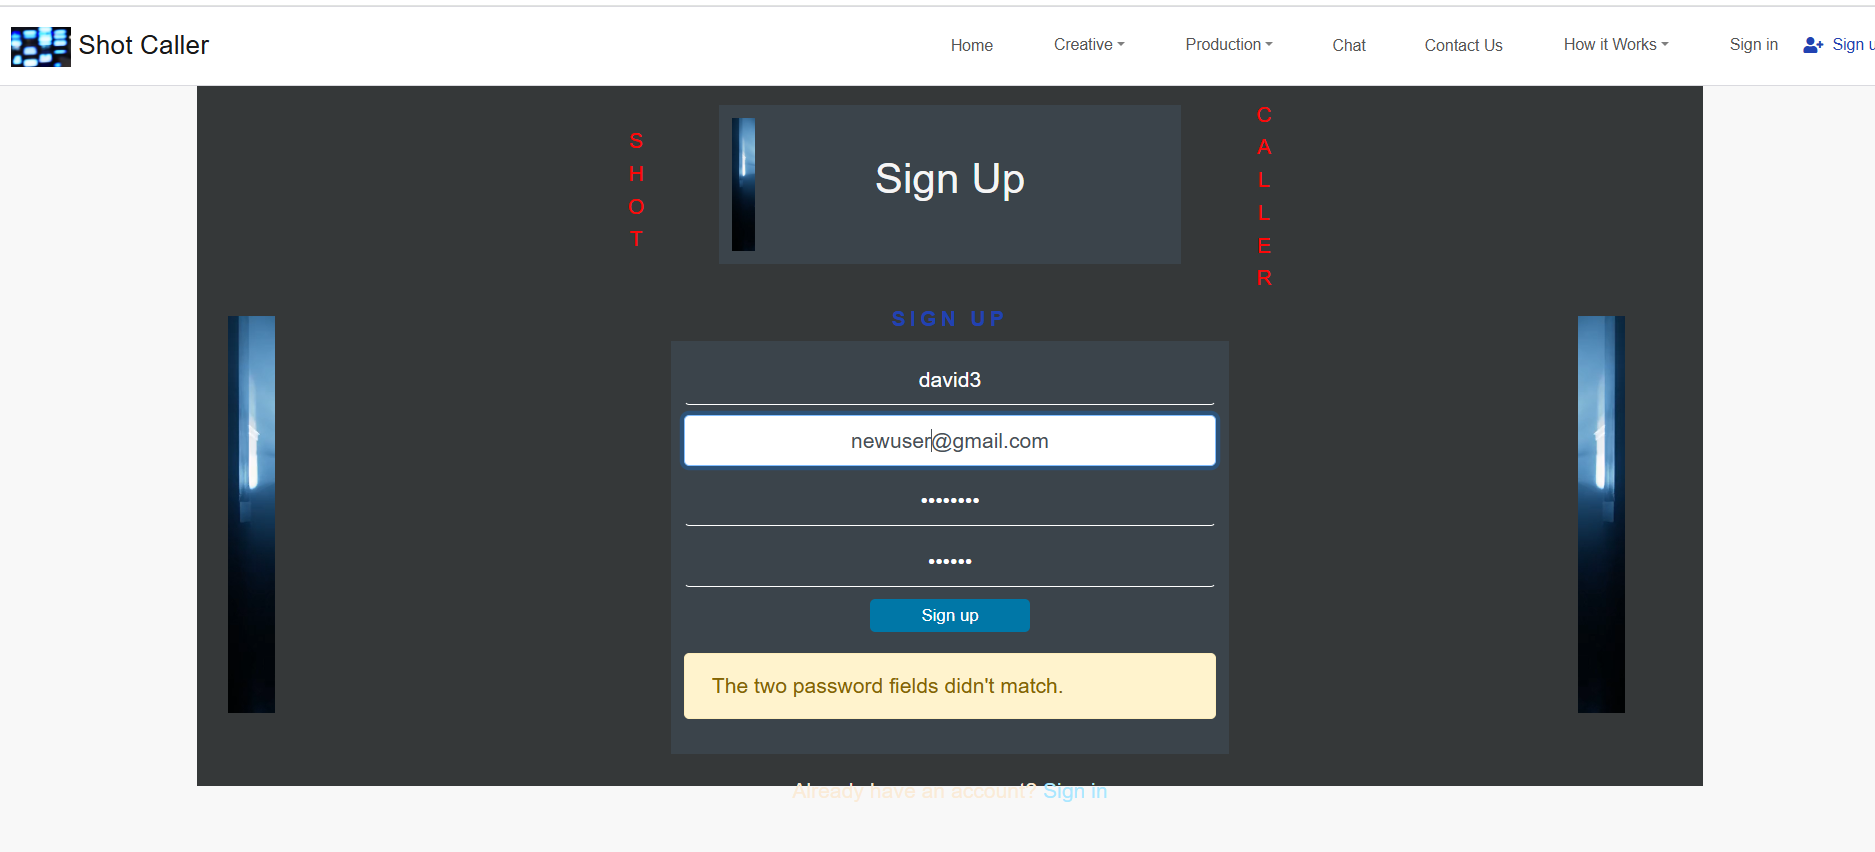 Shot Caller
Home
Creative
Production
Chat
Contact Us
How it Works
Sign in
Sign u
S
H
O
T
Sign Up
C
A
L
L
E
R
SIGN UP
david3
newuser@gmail.com
••••••••
••••••
Sign up
The two password fields didn't match.
Already have an account? Sign in